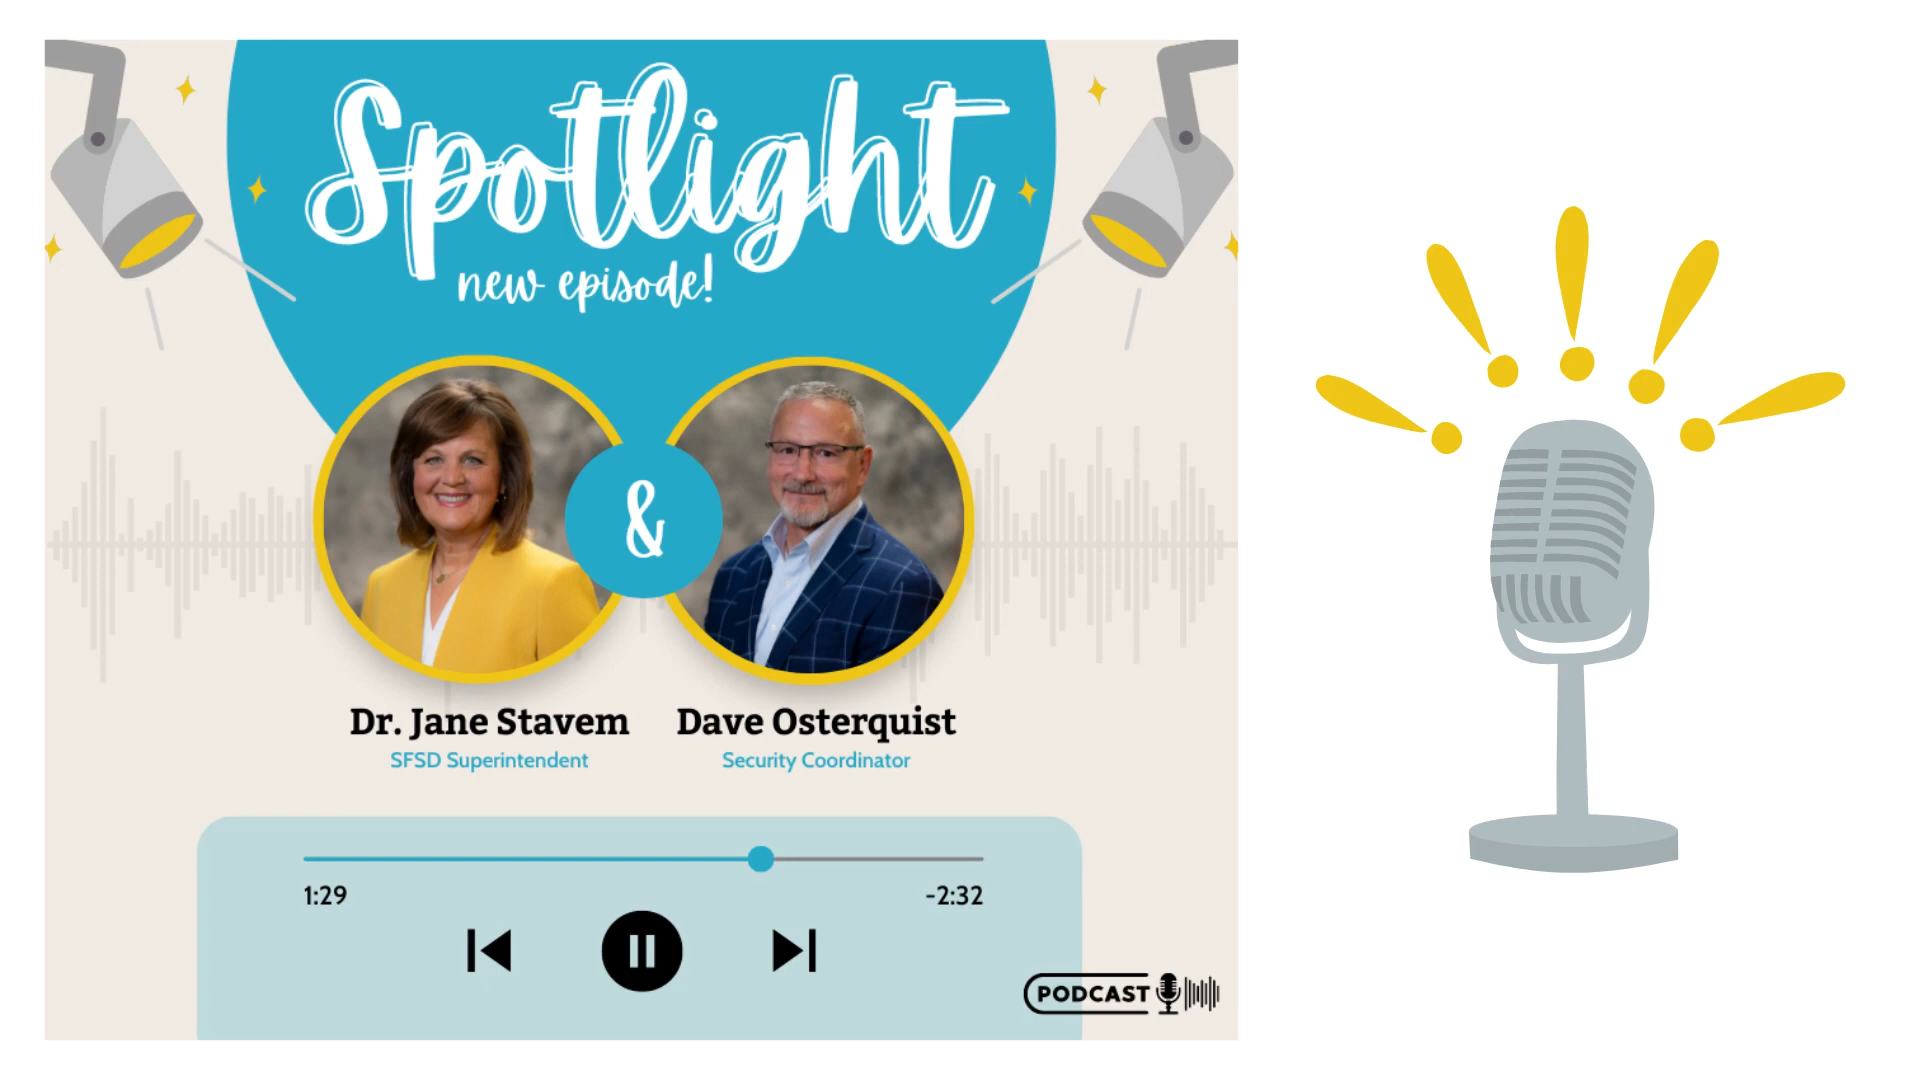 Spotlight
new episode!
&
Dr. Jane Stavem
SFSD Superintendent
Dave Osterquist
Security Coordinator
1:29
-2:32
PODCAST